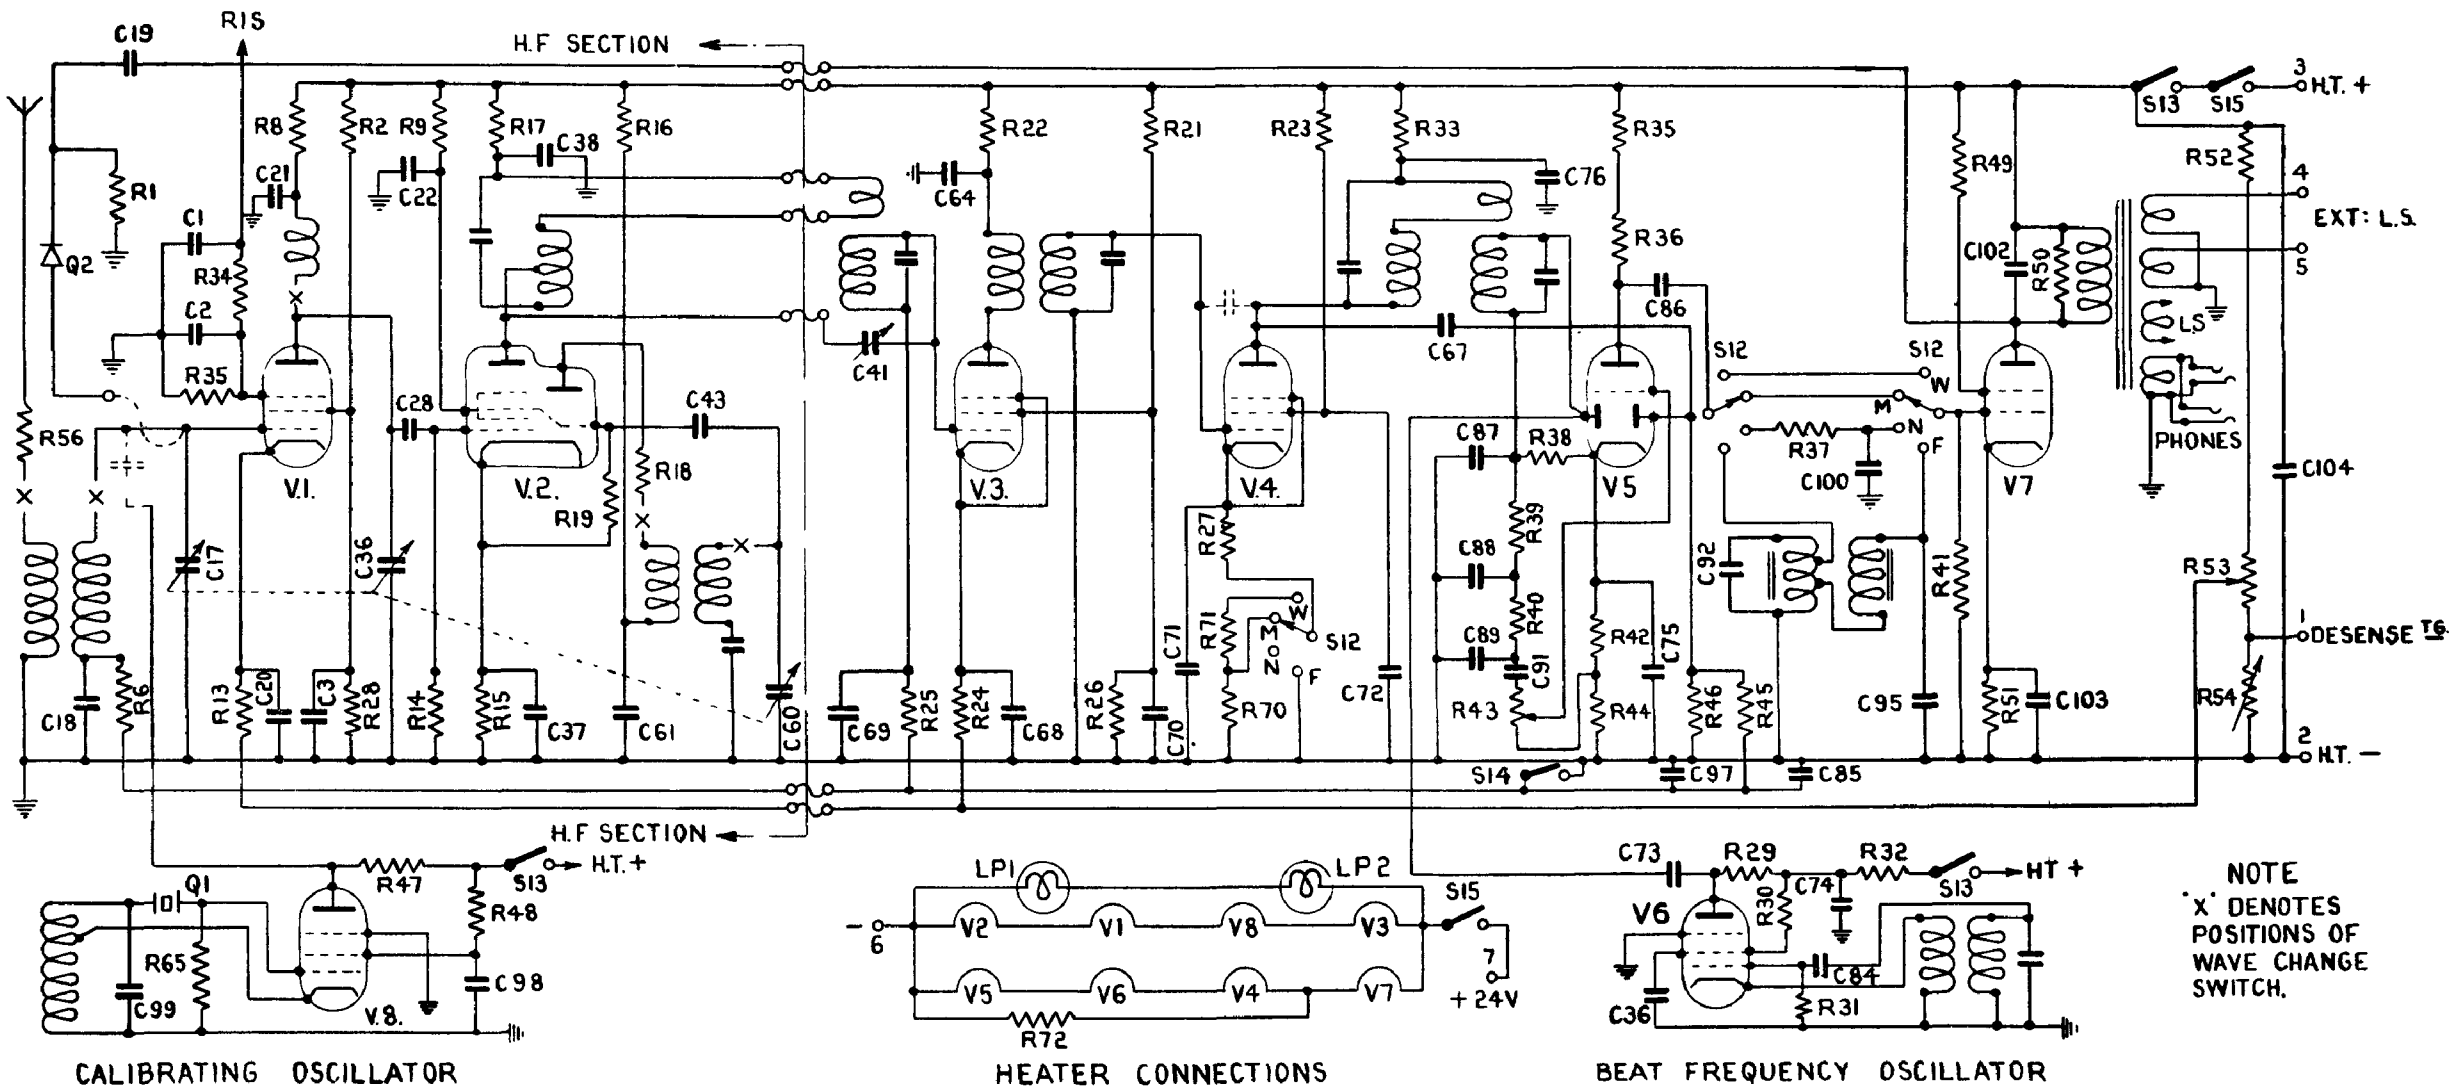 R15
C19
H.F SECTION
3
H.T. +
S13
S15
R8
R2
R9
R17
R16
C38
R22
R21
R23
R33
R35
R49
R52
C21
C22
C64
C76
R1
4
C1
EXT: L.S.
R36
C102
R50
5
Q2
R34
C86
C2
L.S
C41
C67
S12
S12
R35
W
C28
C43
M
N
R56
R38
C87
R37
F
PHONES
V.1.
V.2.
R18
V.3.
V.4.
V5
C100
V7
C104
R19
R27
R39
C17
C36
C88
C92
R41
R53
R71
W
R40
M
S12
C71
N
C89
R42
C75
1
DESENSE TG.
F
C91
C18
R6
R13
C20
C3
R28
R14
R15
C37
C61
C60
C69
R25
R24
C68
R26
C70
R70
C72
R43
R44
R46
R45
C95
R51
C103
R54
2
H.T. —
S14
C97
C85
H.F SECTION
H.T. +
S13
R47
Q1
R48
R65
C99
C98
V.8.
CALIBRATING OSCILLATOR
LP1
LP2
S15
— 6
V2
V1
V8
V3
7
+ 24V
V5
V6
V4
V7
R72
HEATER CONNECTIONS
C73
R29
R32
HT +
S13
C74
R30
V6
C84
C36
R31
BEAT FREQUENCY OSCILLATOR
NOTE
'X' DENOTES
POSITIONS OF
WAVE CHANGE
SWITCH.